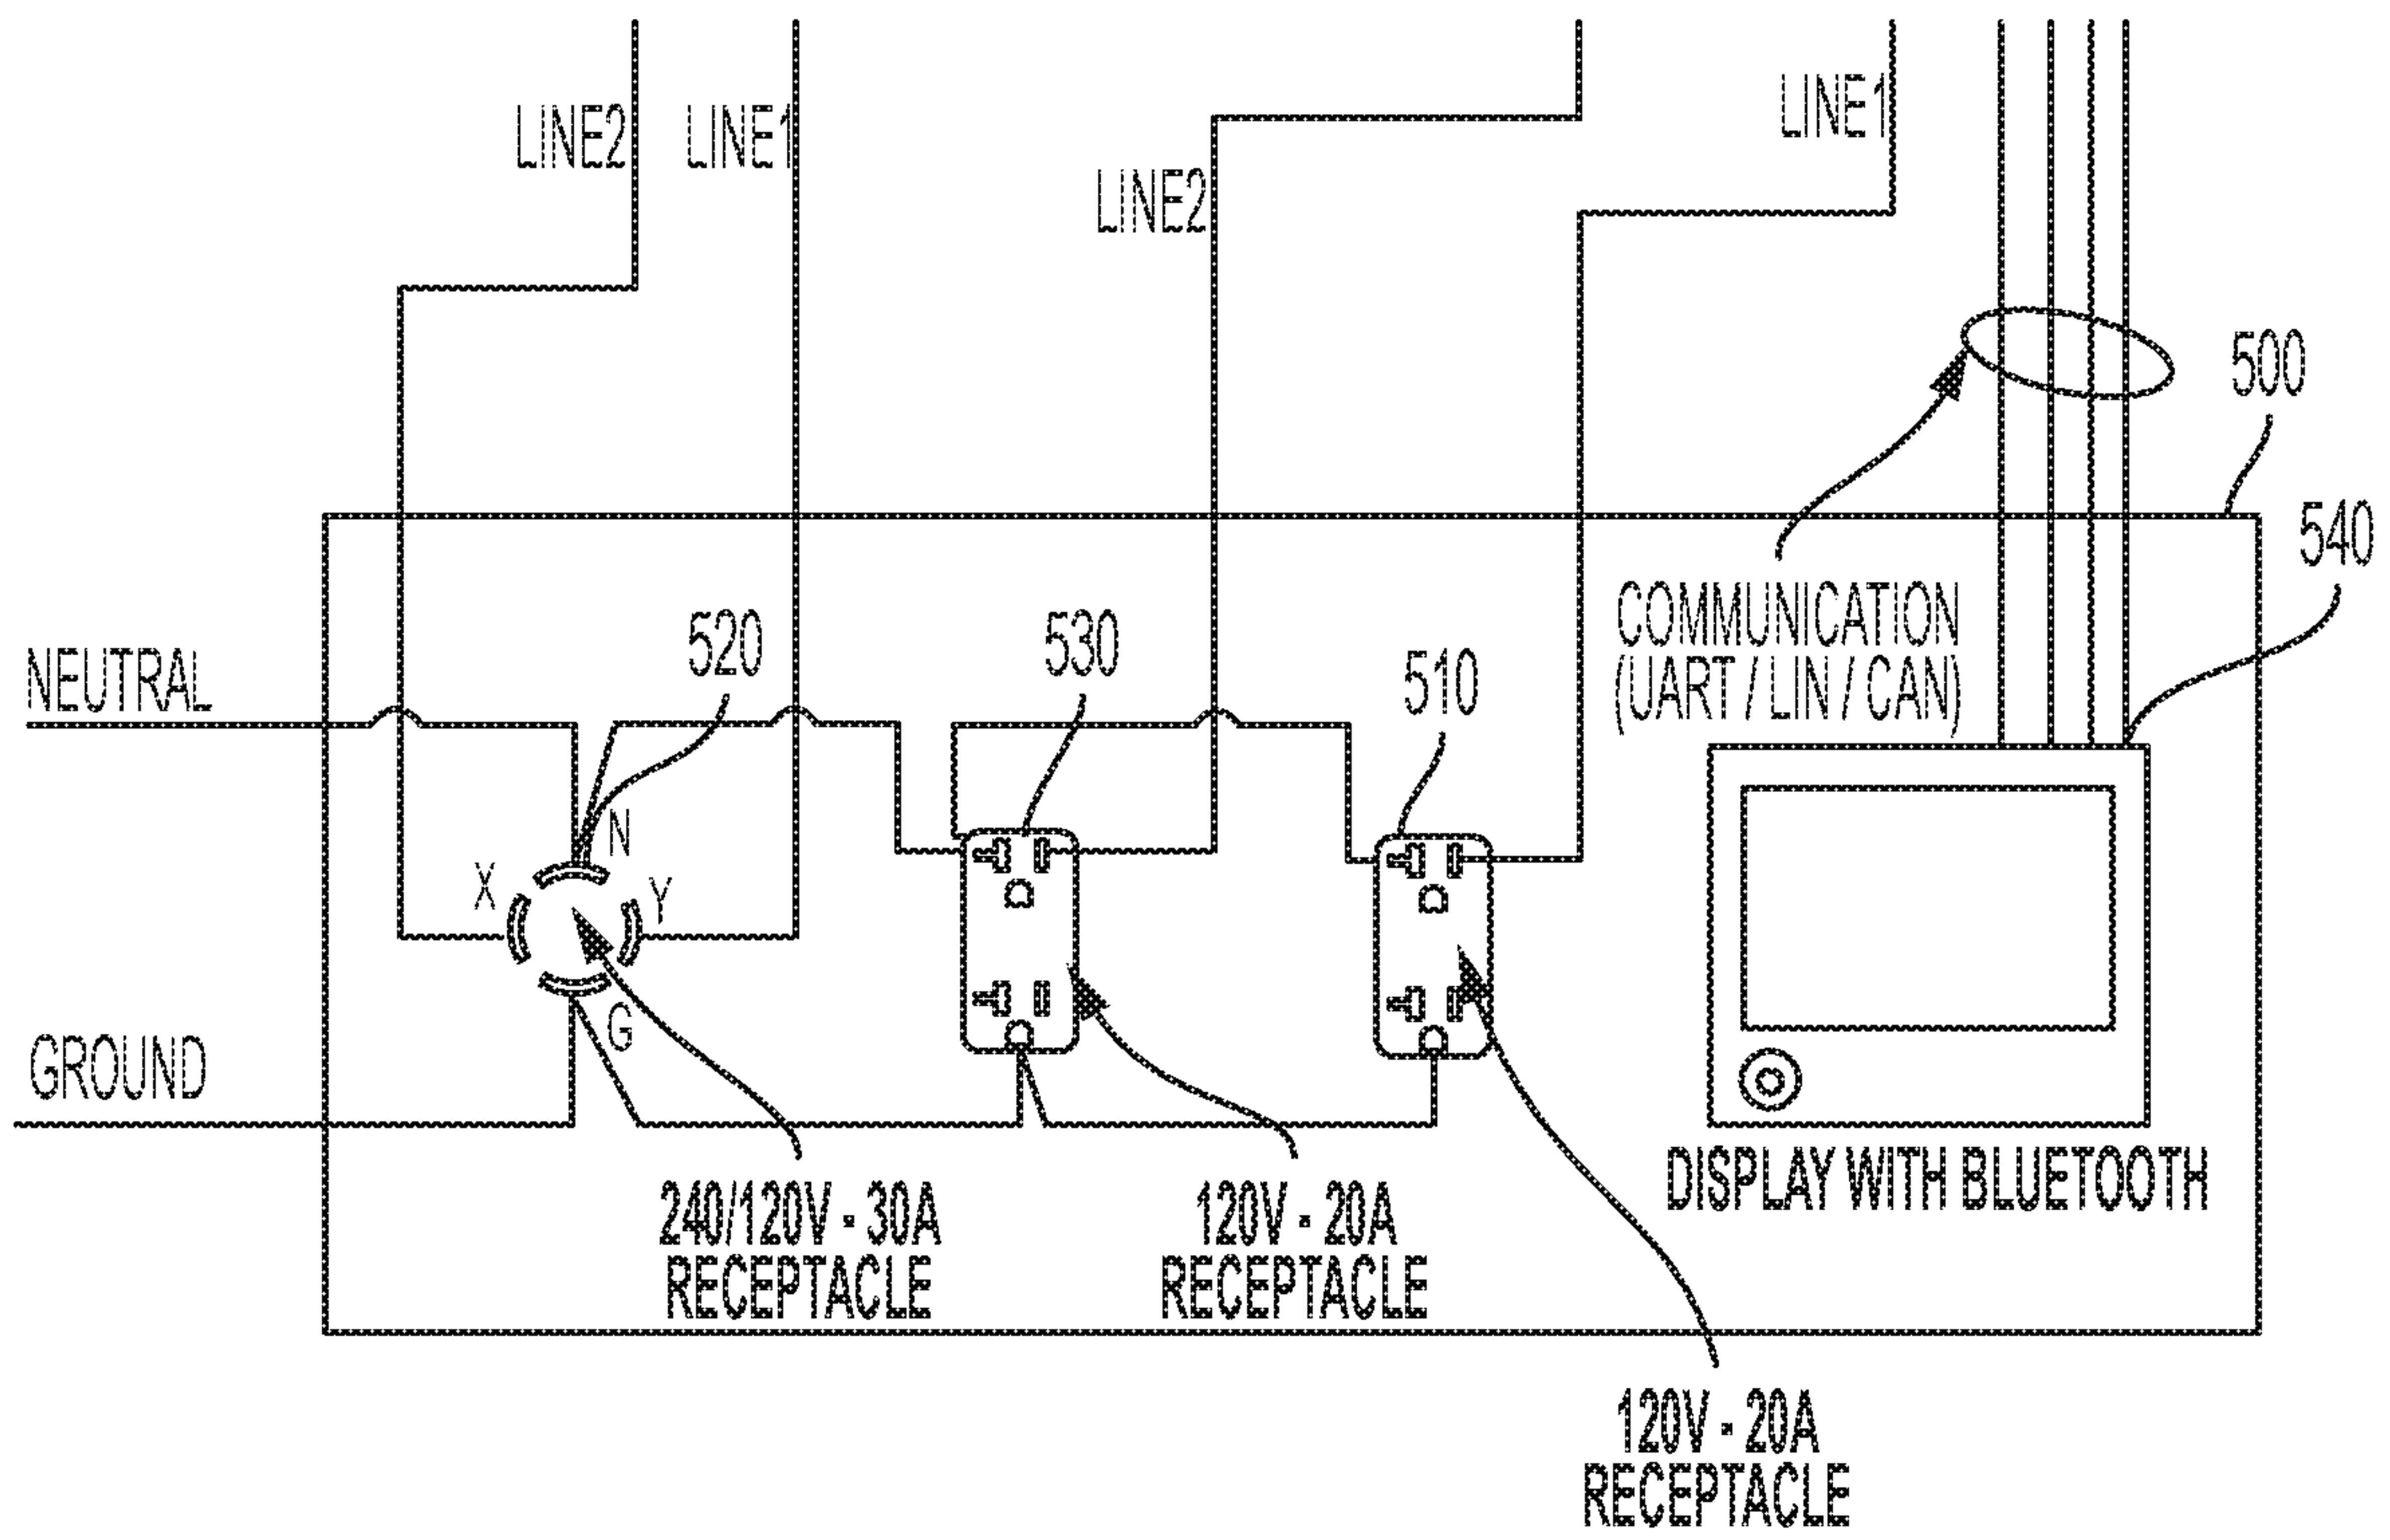 LINE2
LINE1
LINE2
LINE1
500
540
COMMUNICATION
(UART / LIN / CAN)
NEUTRAL
520
530
510
N
X
Y
G
GROUND
240/120V - 30A
RECEPTACLE
120V - 20A
RECEPTACLE
DISPLAY WITH BLUETOOTH
120V - 20A
RECEPTACLE